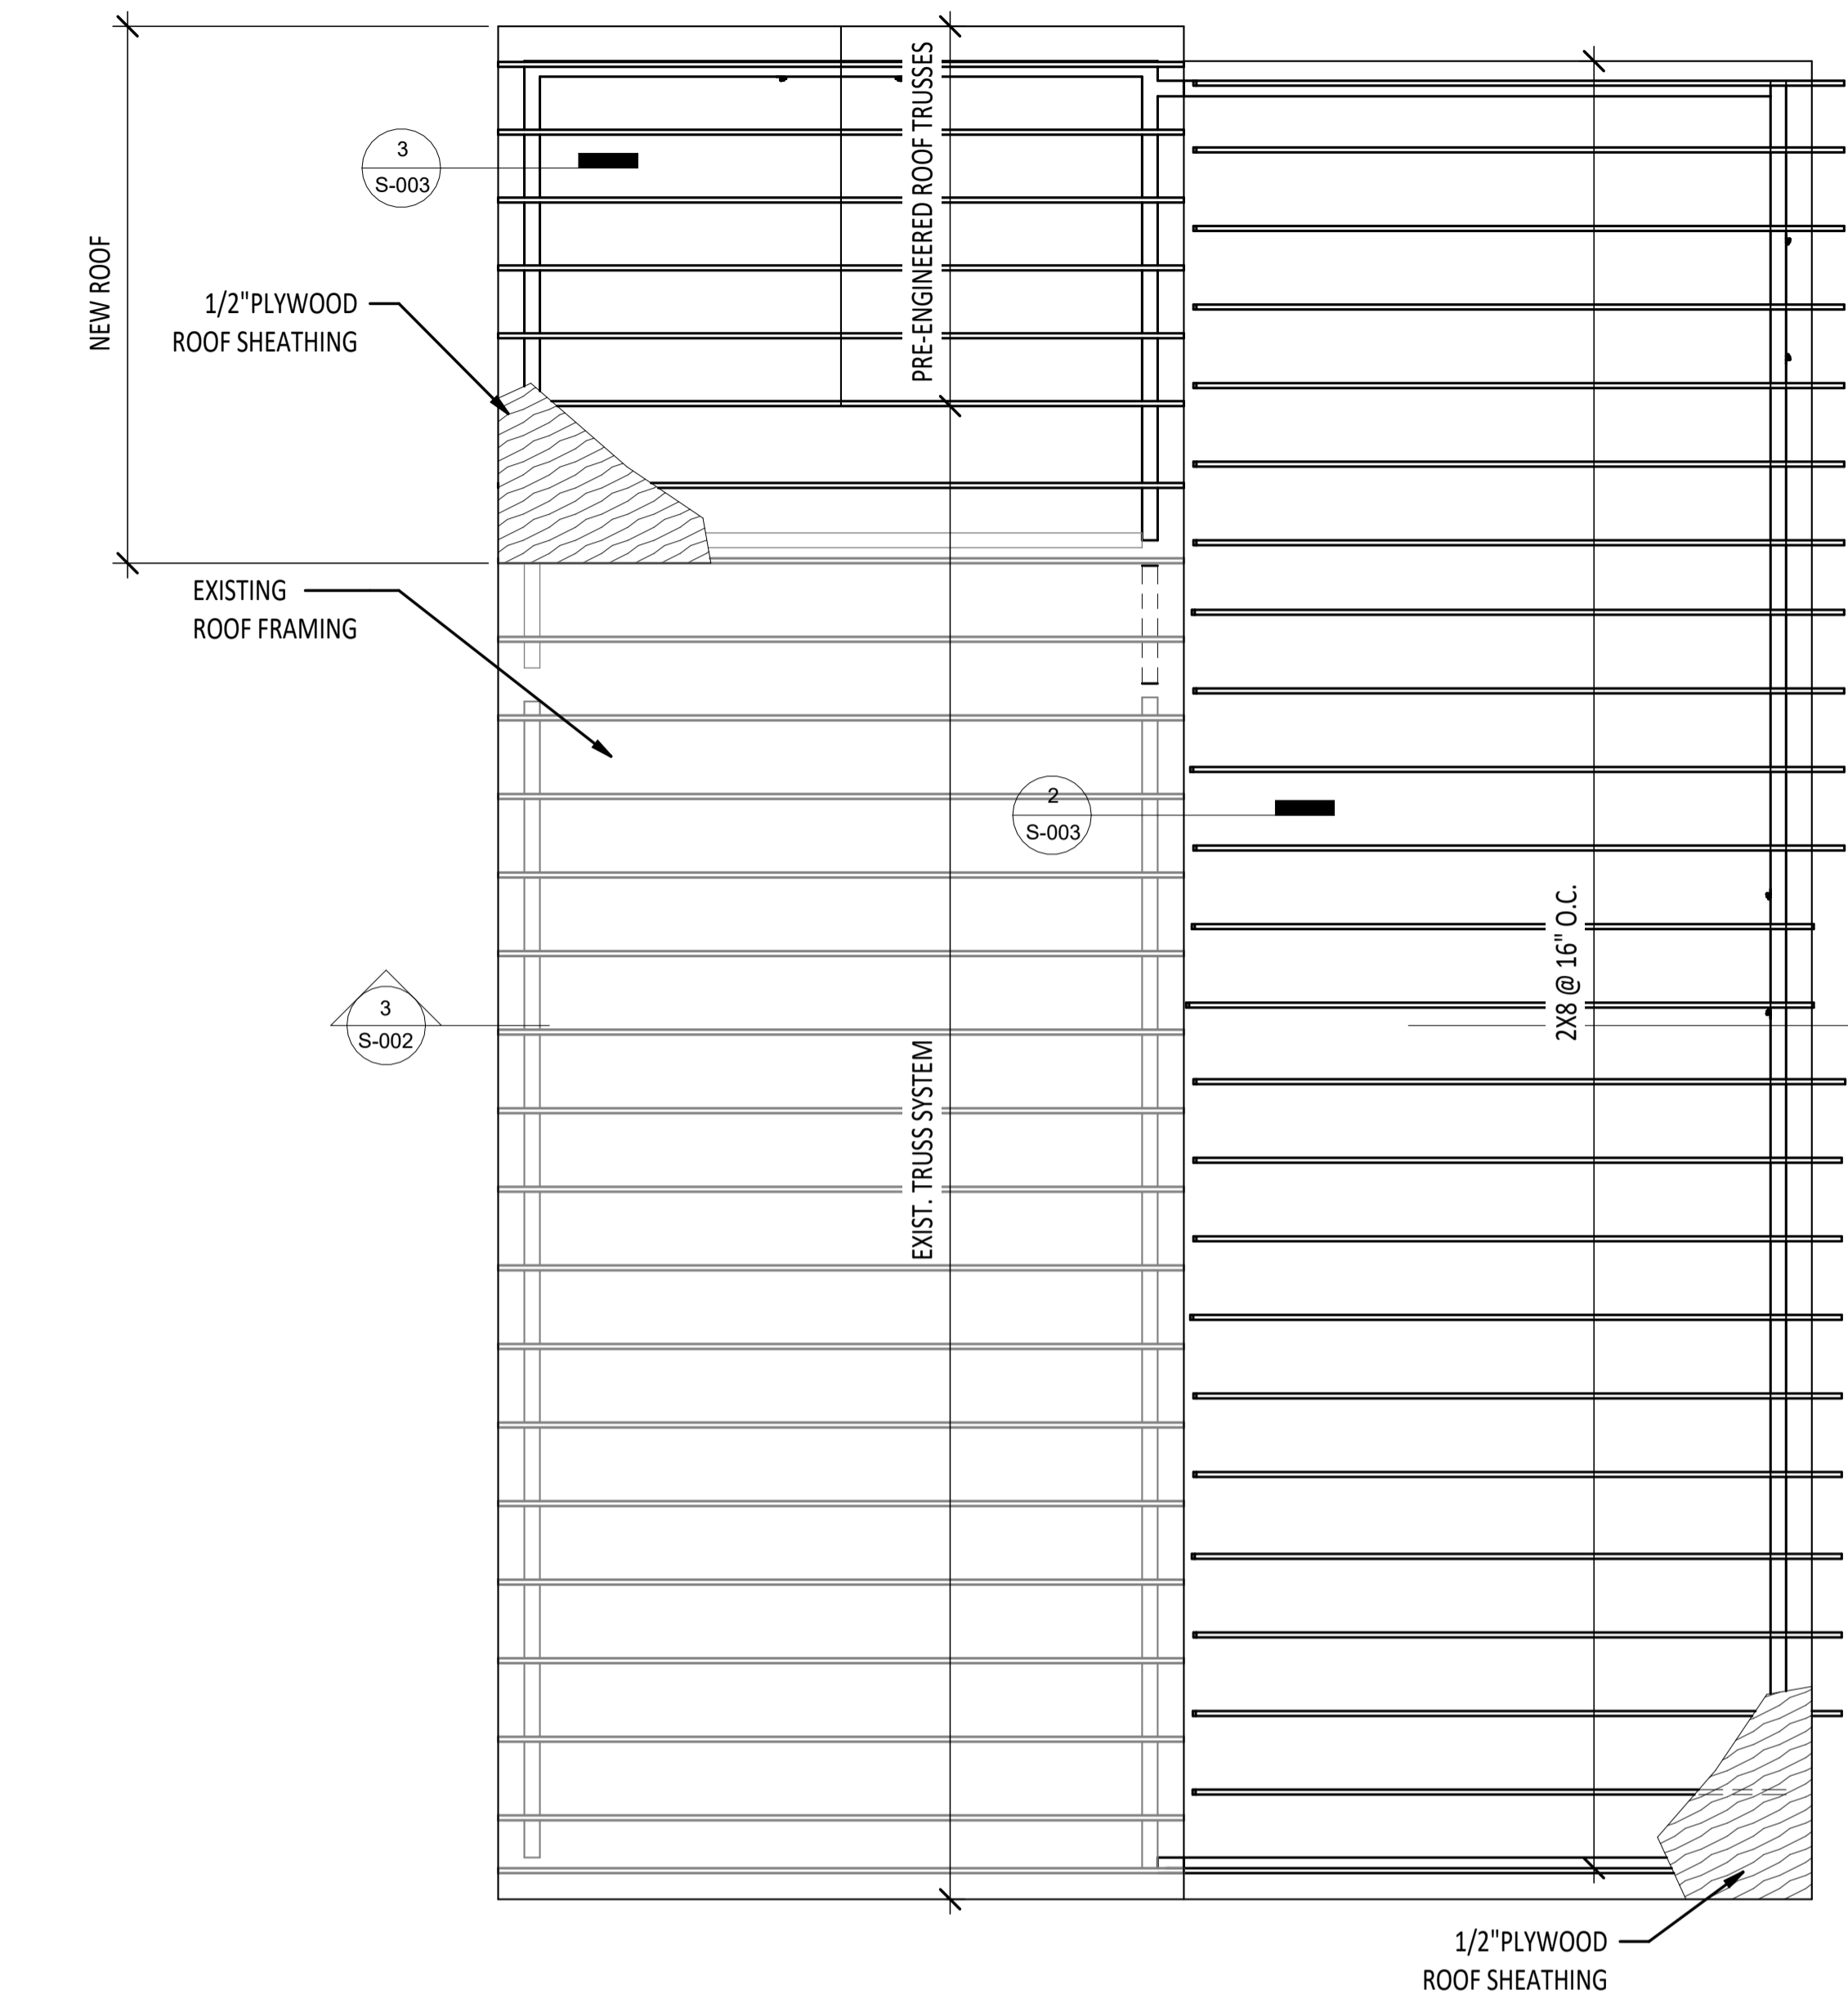 PRE-ENGINEERED ROOF TRUSSES
3
S-003
NEW ROOF
1/2"PLYWOOD
ROOF SHEATHING
EXISTING
ROOF FRAMING
2
S-003
2X8 @ 16" O.C.
3
S-002
EXIST. TRUSS SYSTEM
1/2"PLYWOOD
ROOF SHEATHING